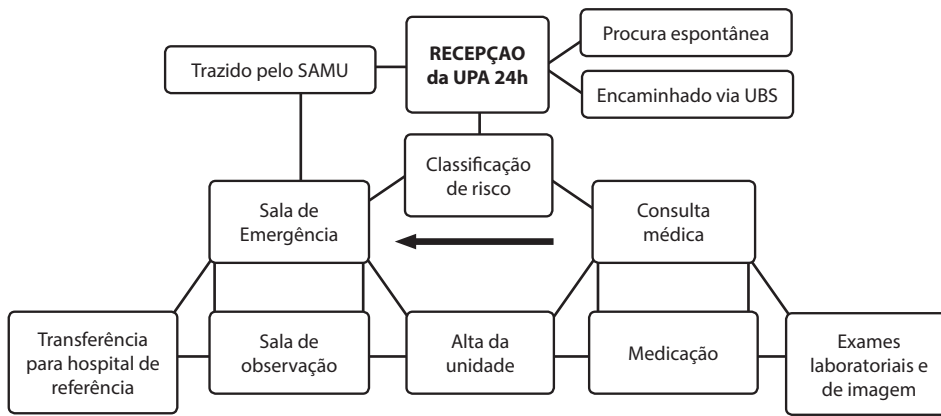 Procura espontânea
RECEPÇAO
da UPA 24h
Trazido pelo SAMU
Encaminhado via UBS
Classificação
de risco
Sala de
Emergência
Consulta
médica
Transferência
para hospital de
referência
Sala de
observação
Alta da
unidade
Medicação
Exames
laboratoriais e
de imagem